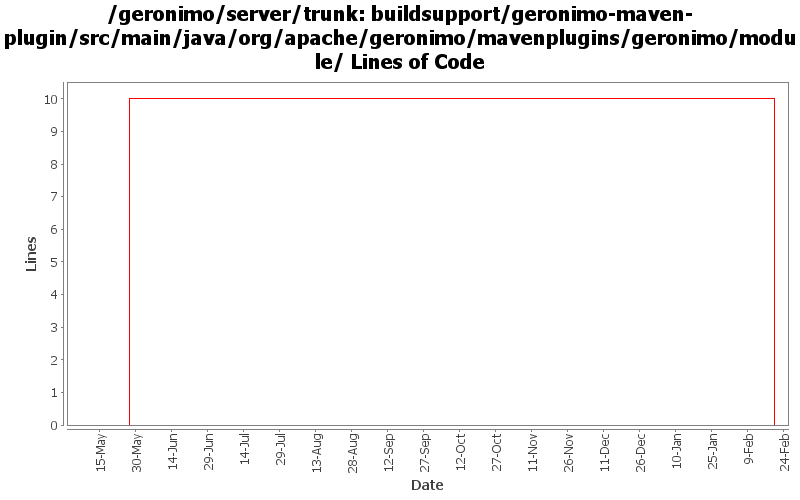 /geronimo/server/trunk: buildsupport/geronimo-maven-
plugin/src/main/java/org/apache/geronimo/mavenplugins/geronimo/modu
le/ Lines of Code
10
9
8
7
6
5
4
3
2
1
0
Lines
15-May
30-May
14-Jun
29-Jun
14-Jul
29-Jul
13-Aug
28-Aug
12-Sep
27-Sep
12-Oct
27-Oct
11-Nov
26-Nov
11-Dec
26-Dec
10-Jan
25-Jan
9-Feb
24-Feb
Date